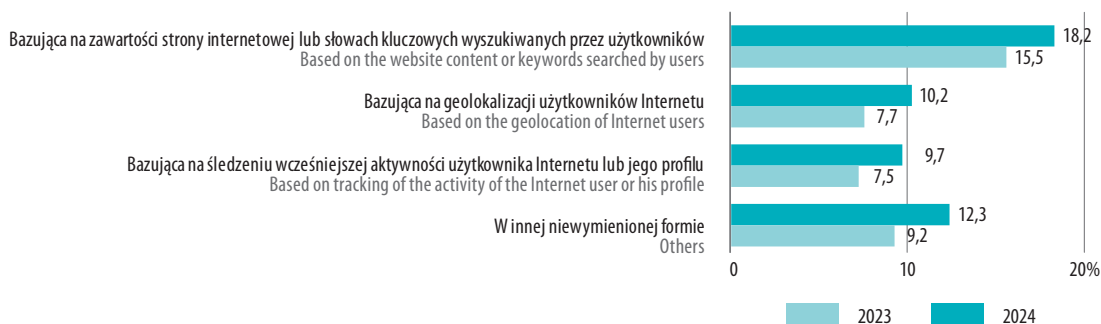 Bazująca na zawartości strony internetowej lub słowach kluczowych wyszukiwanych przez użytkowników
Based on the website content or keywords searched by users
18,2
15,5
Bazująca na geolokalizacji użytkowników Internetu
Based on the geolocation of Internet users
10,2
7,7
Bazująca na śledzeniu wcześniejszej aktywności użytkownika Internetu lub jego profilu
Based on tracking of the activity of the Internet user or his profile
9,7
7,5
W innej niewymienionej formie
Others
12,3
9,2
0 10 20%
2023 2024